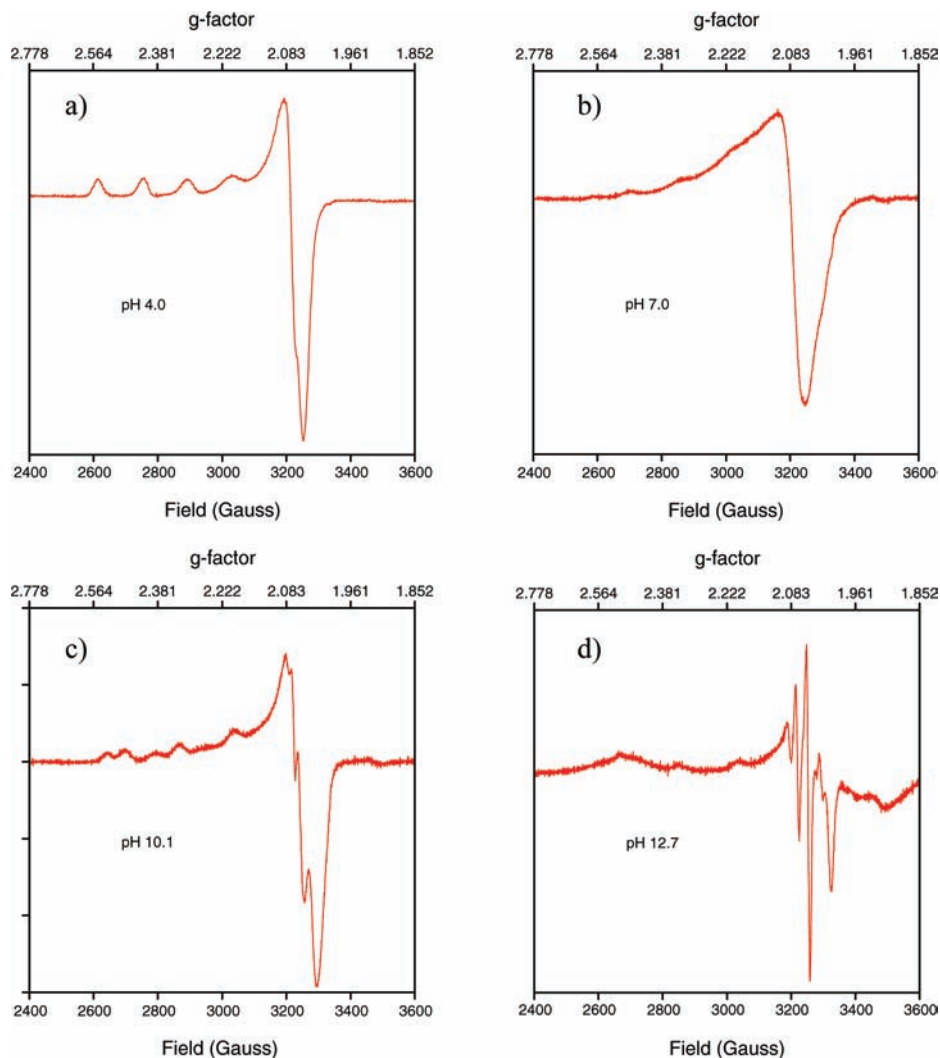 g-factor
2.778 2.564 2.381 2.222 2.083 1.961 1.852
a)
pH 4.0
2400 2600 2800 3000 3200 3400 3600
Field (Gauss)
g-factor
2.778 2.564 2.381 2.222 2.083 1.961 1.852
b)
pH 7.0
2400 2600 2800 3000 3200 3400 3600
Field (Gauss)
g-factor
2.778 2.564 2.381 2.222 2.083 1.961 1.852
c)
pH 10.1
2400 2600 2800 3000 3200 3400 3600
Field (Gauss)
g-factor
2.778 2.564 2.381 2.222 2.083 1.961 1.852
d)
pH 12.7
2400 2600 2800 3000 3200 3400 3600
Field (Gauss)